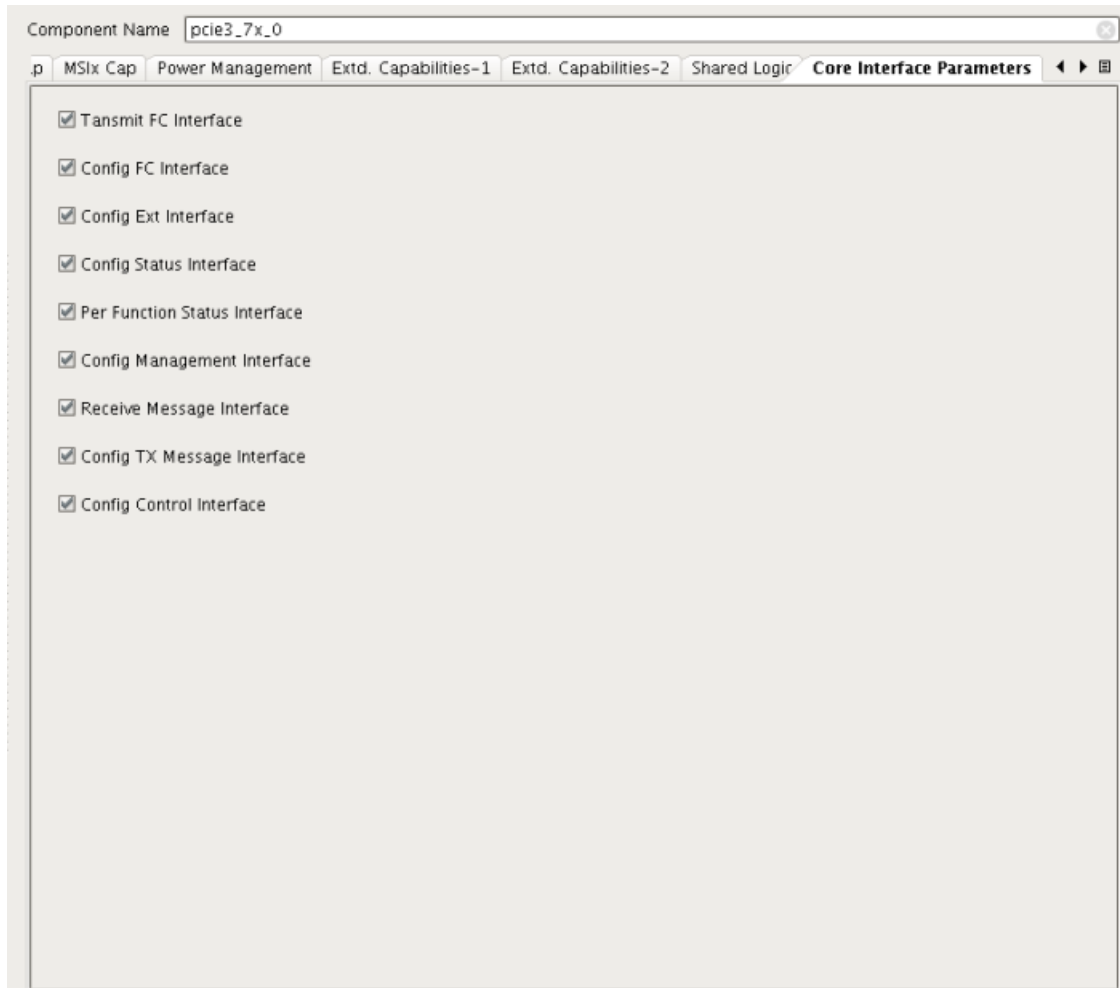 Component Name pcie3_7x_0
.p MSIx Cap Power Management Extd. Capabilities-1 Extd. Capabilities-2 Shared Logic Core Interface Parameters
Tansmit FC Interface
Config FC Interface
Config Ext Interface
Config Status Interface
Per Function Status Interface
Config Management Interface
Receive Message Interface
Config TX Message Interface
Config Control Interface